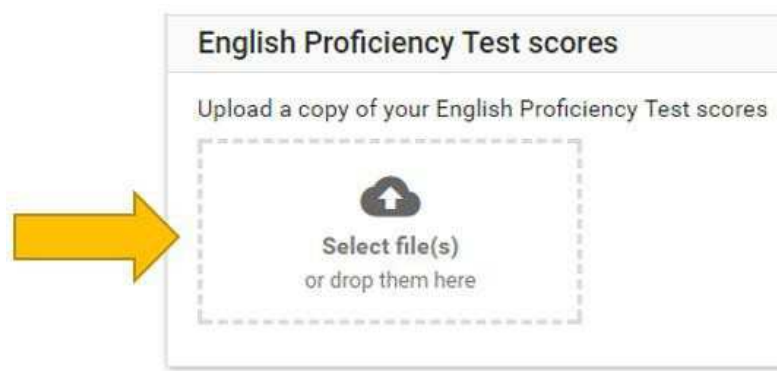 English Proficiency Test scores
Upload a copy of your English Proficiency Test scores
Select file(s)
or drop them here